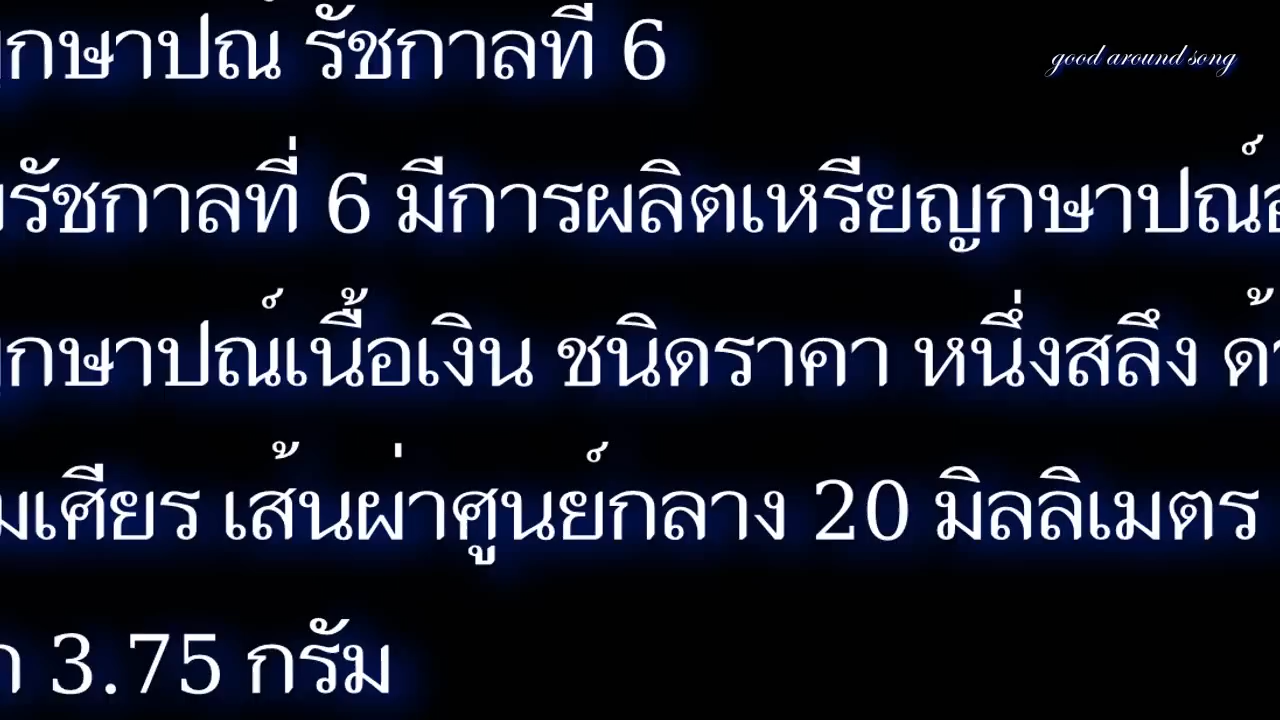 กษาปณ์ รัชกาลที่ 6
good around song
รัชกาลที่ 6 มีการผลิตเหรียญกษาปณ์
กษาปณ์เนื้อเงิน ชนิดราคา หนึ่งสลึง ด้า
มเศียร เส้นผ่าศูนย์กลาง 20 มิลลิเมตร
3.75 กรัม